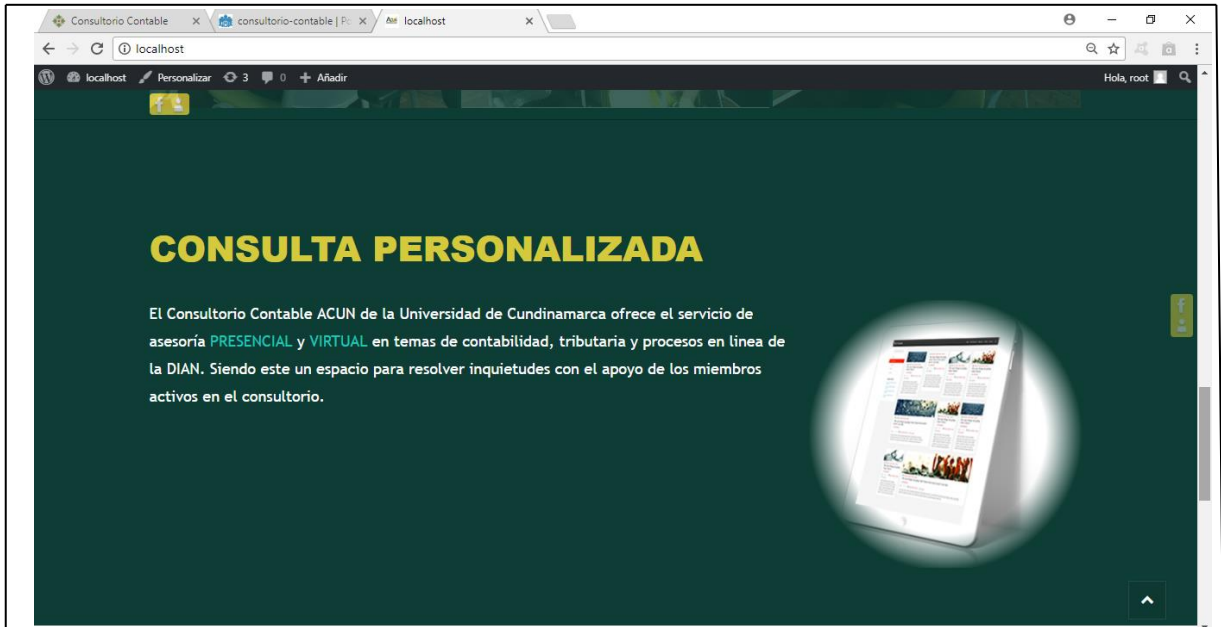 Consultorio Contable
consultorio-contable | Po
localhost
localhost
localhost Personalizar 3 0 Añadir
Hola, root
CONSULTA PERSONALIZADA
El Consultorio Contable ACUN de la Universidad de Cundinamarca ofrece el servicio de
asesoría PRESENCIAL y VIRTUAL en temas de contabilidad, tributaria y procesos en linea de
la DIAN. Siendo este un espacio para resolver inquietudes con el apoyo de los miembros
activos en el consultorio.